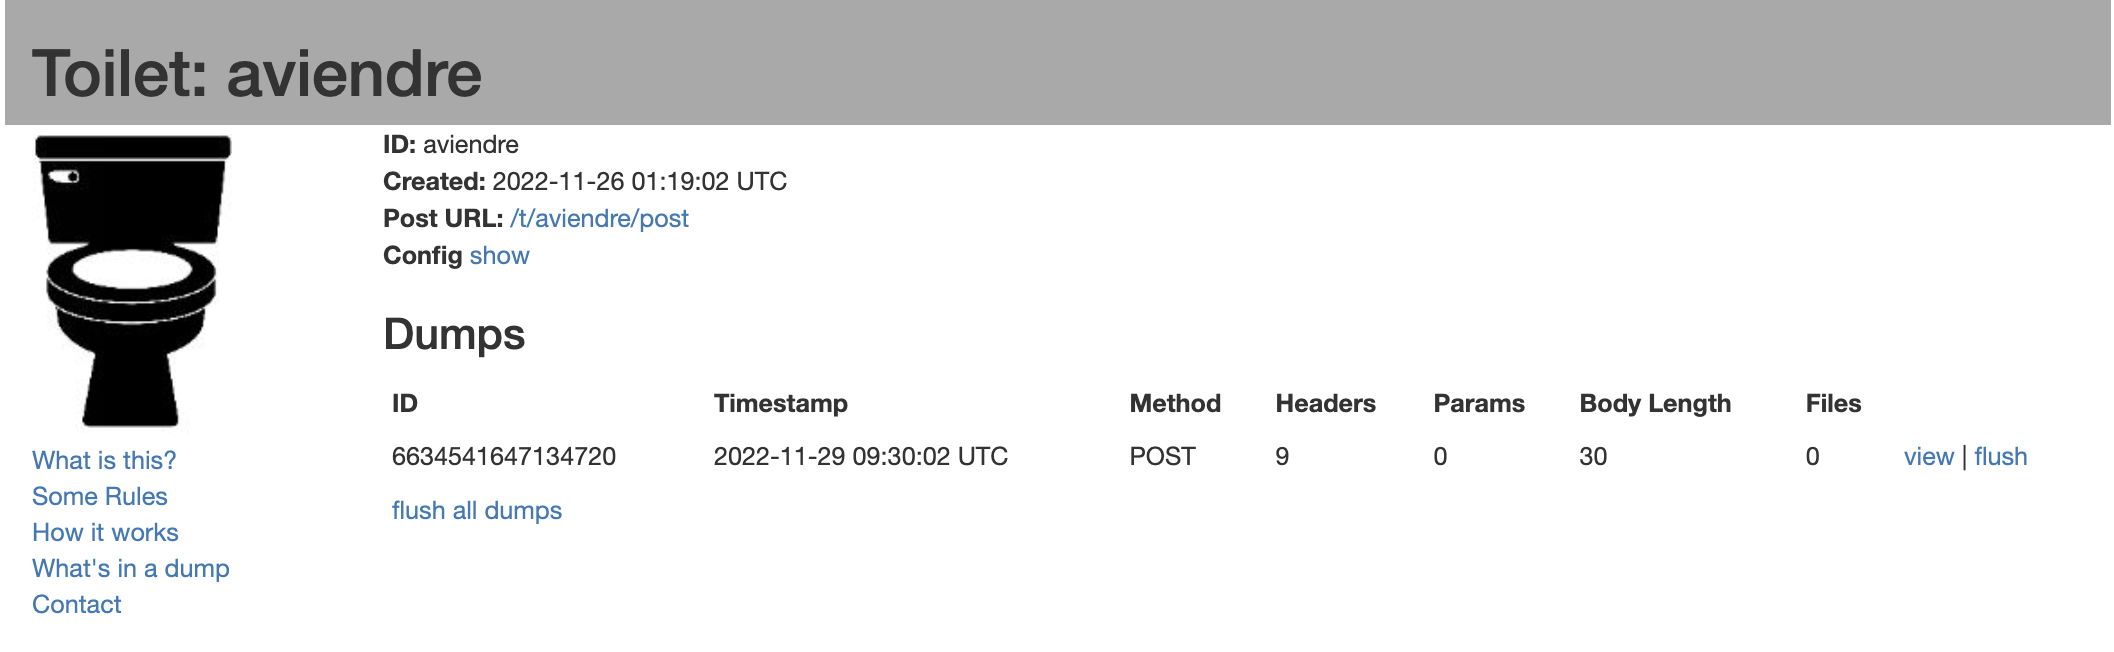 Toilet: aviendre
ID: aviendre
Created: 2022-11-26 01:19:02 UTC
Post URL: /t/aviendre/post
Config show
Dumps
ID Timestamp Method Headers Params Body Length Files
6634541647134720 2022-11-29 09:30:02 UTC POST 9 0 30 0 view | flush
flush all dumps
What is this?
Some Rules
How it works
What's in a dump
Contact